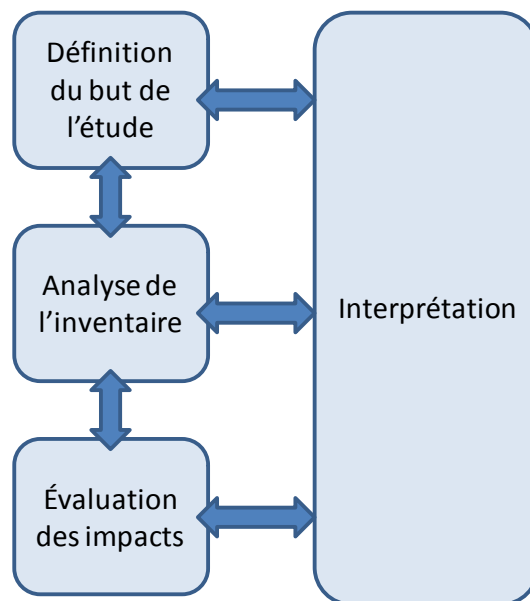 Définition
du but de
l'étude
Analyse de
l'inventaire
Interprétation
Évaluation
des impacts